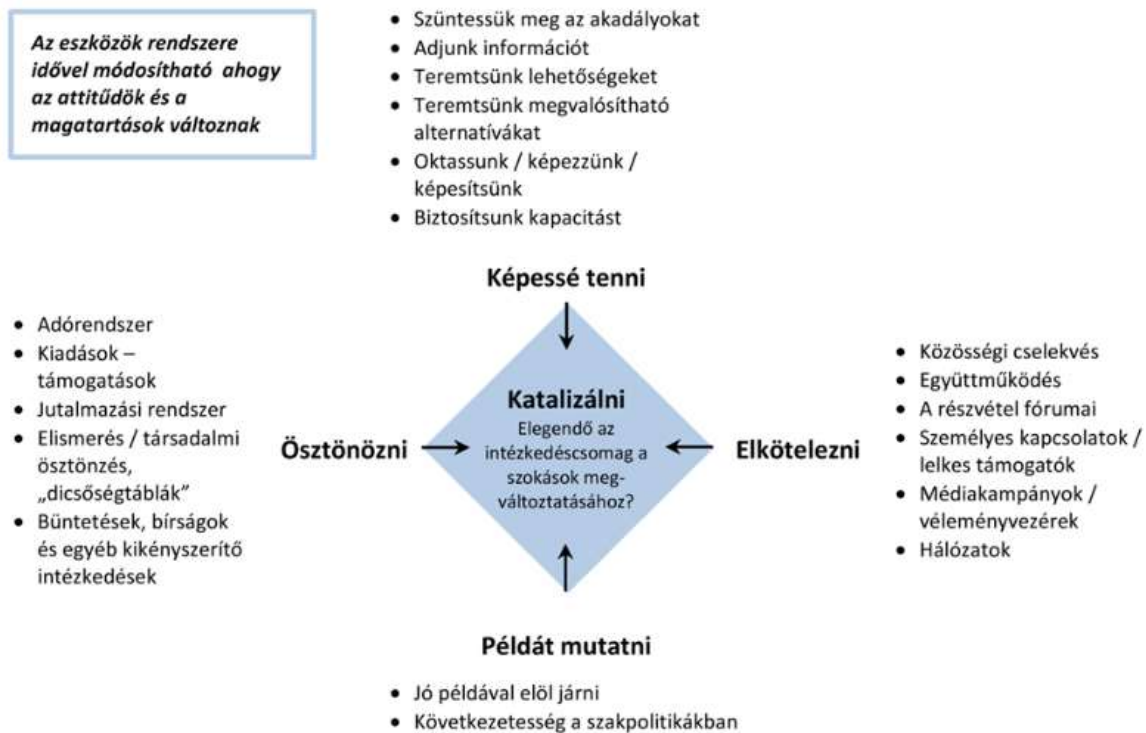 Az eszközök rendszere
idővel módosítható ahogy
az attitűdök és a
magatartások változnak
• Szüntessük meg az akadályokat
• Adjunk információt
• Teremtsünk lehetőségeket
• Teremtsünk megvalósítható
alternatívákat
• Oktassunk / képezzünk /
képesítsünk
• Biztosítsunk kapacitást
Képessé tenni
• Adórendszer
• Kiadások –
támogatások
• Jutalmazási rendszer
• Elismerés / társadalmi
ösztönzés,
„dicsőségtáblák”
• Büntetések, bírságok
és egyéb kikényszerítő
intézkedések
Ösztönözni
Katalizálni
Elegendő az
intézkedéscsomag a
szokások meg-
változtatásához?
Elkötelezni
• Közösségi cselekvés
• Együttműködés
• A részvétel fórumai
• Személyes kapcsolatok /
lelkes támogatók
• Médiakampányok /
véleményvezérek
• Hálózatok
Példát mutatni
• Jó példával elöl járni
• Következetesség a szakpolitikákban